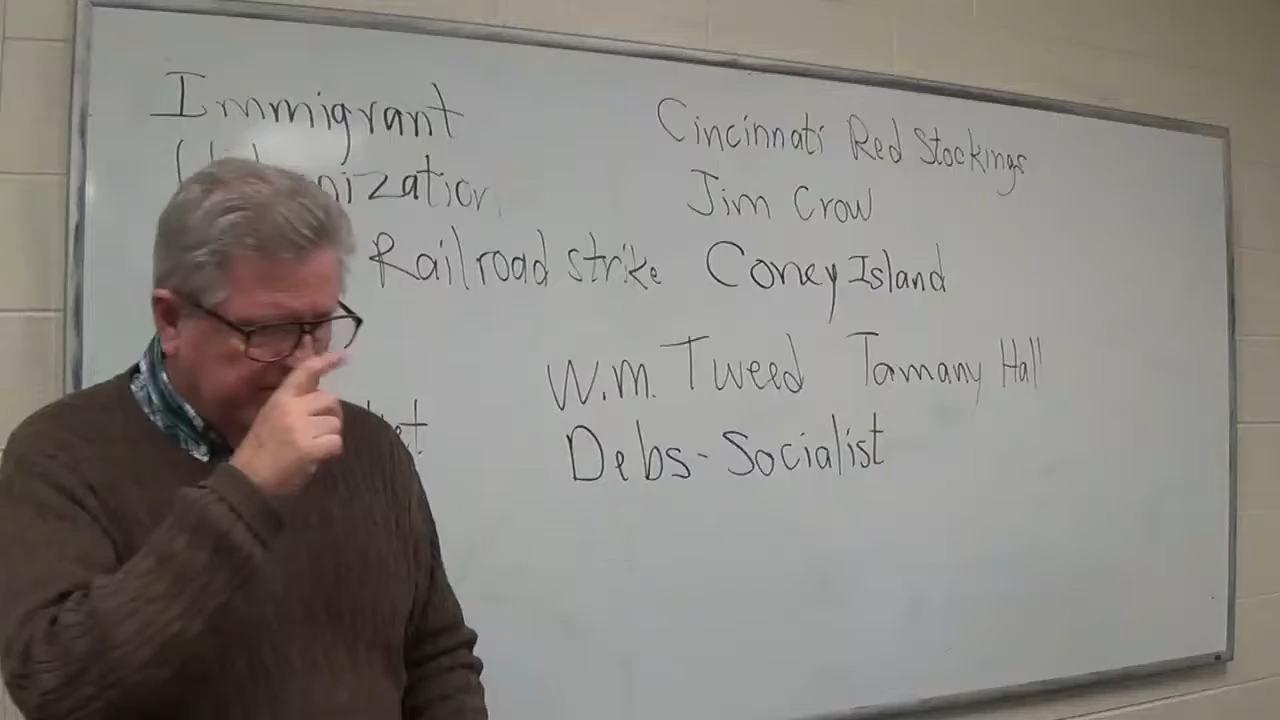 Immigrant
Cincinnati Red Stockings
Jim Crow
Railroad strike
Coney Island
W.M. Tweed Tamany Hall
Debs-Socialist